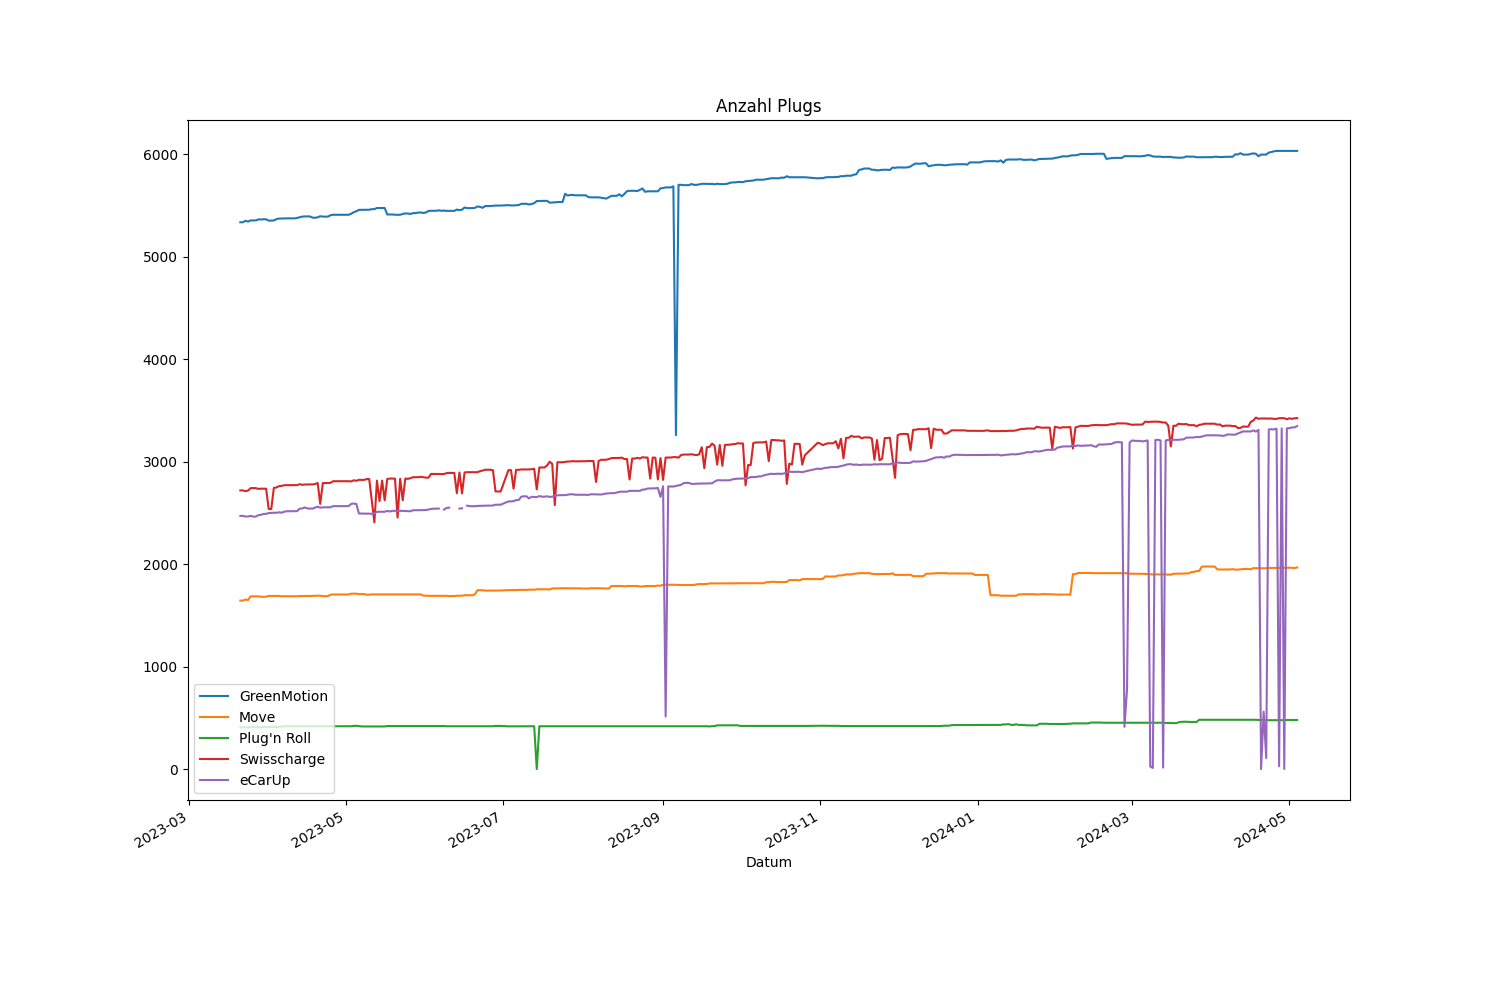 Anzahl Plugs
6000
5000
4000
3000
2000
1000
0
GreenMotion
Move
Plug'n Roll
Swisscharge
eCarUp
2023-03
2023-05
2023-07
2023-09
2023-11
2024-01
2024-03
2024-05
Datum